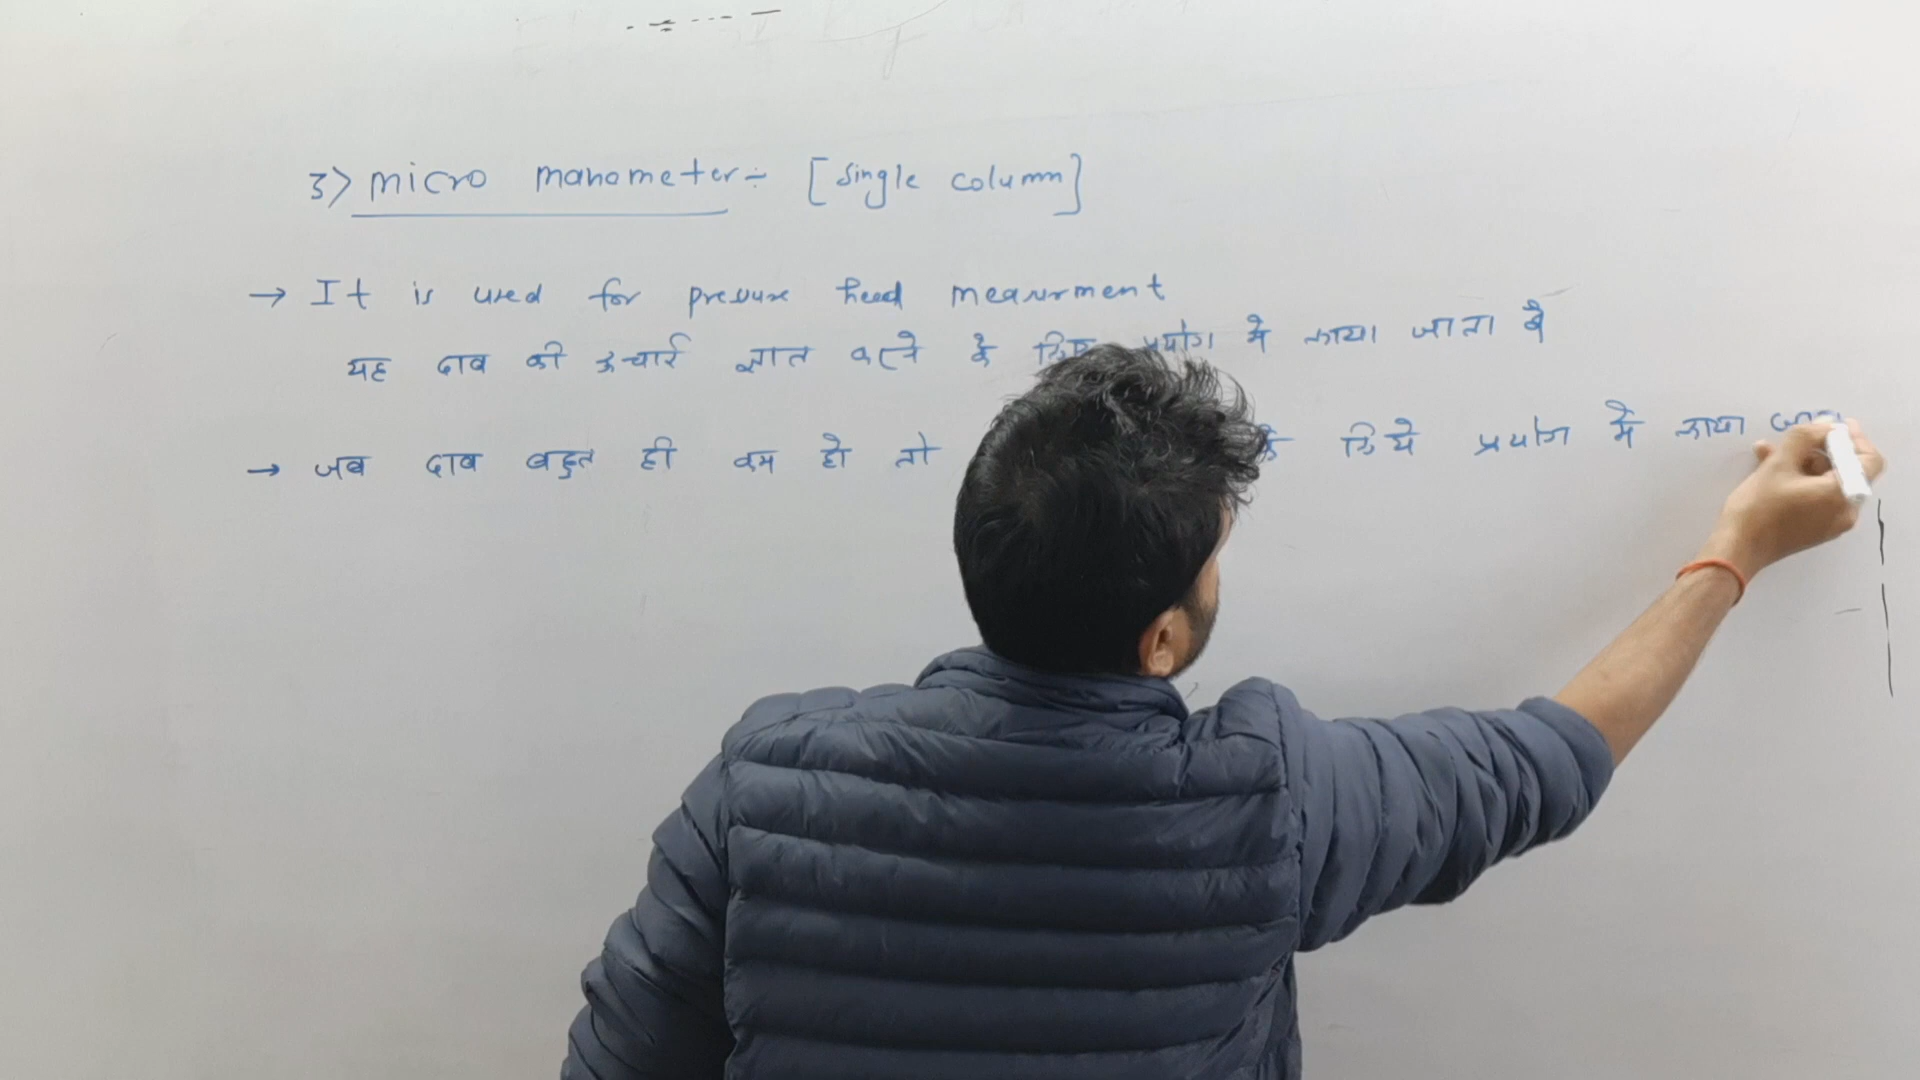 3> micro manometer ÷ [Single column]
→ It is used for pressure head measurment
यह दाब की ऊचाई ज्ञात करने के लिए प्रयोग मे लाया जाता है
→ जब दाब बहुत ही कम हो तो के लिये प्रयोग में लाया